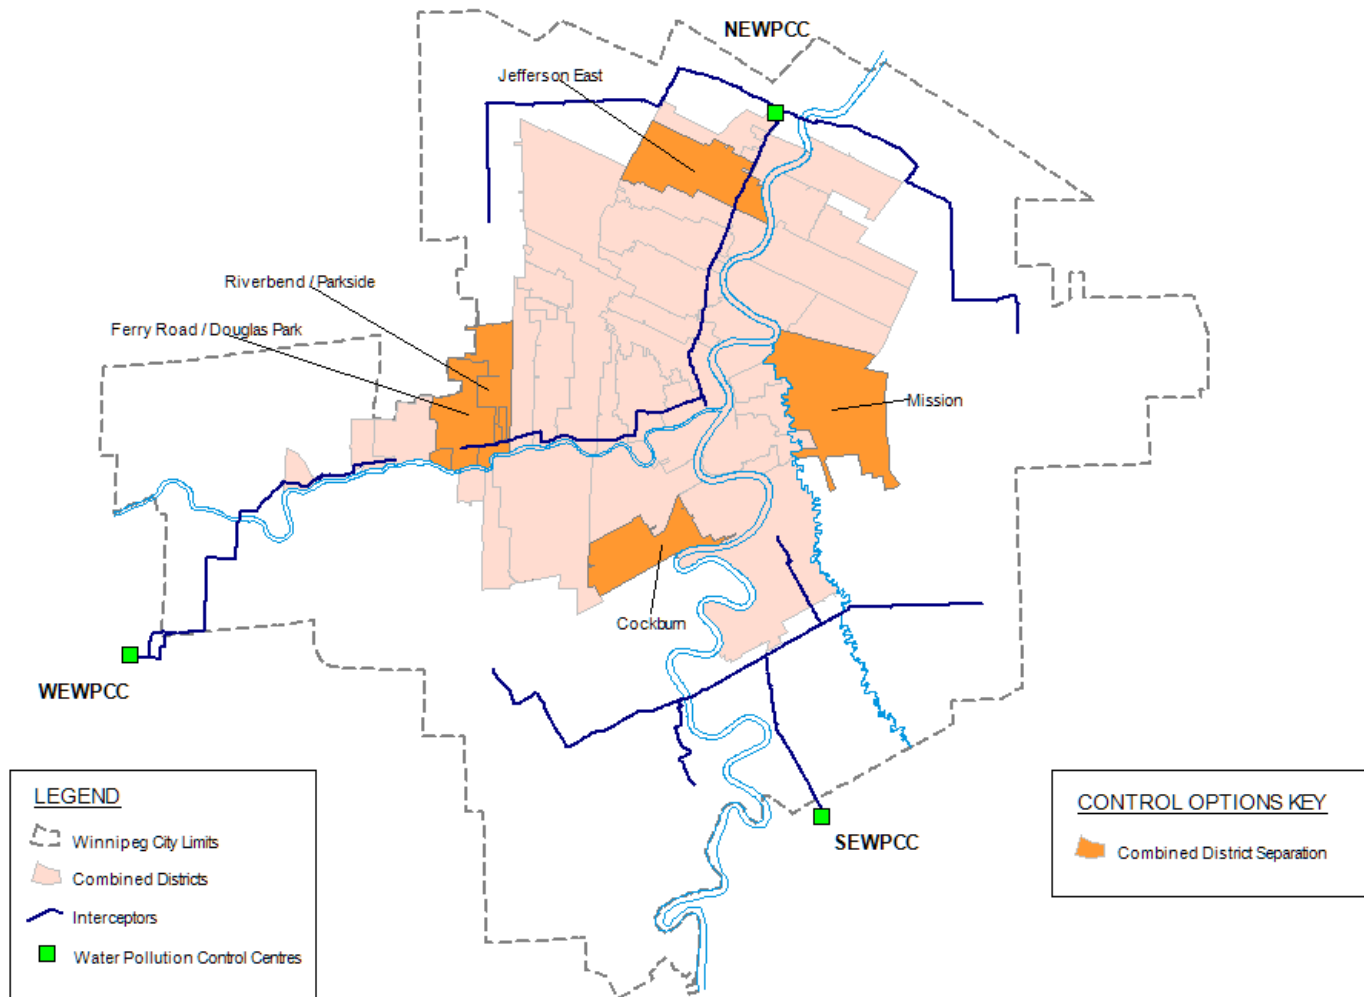 NEWPCC
Jefferson East
Riverbend / Parkside
Ferry Road / Douglas Park
Mission
Cockburn
WEWPCC
SEWPCC
LEGEND
Winnipeg City Limits
Combined Districts
Interceptors
Water Pollution Control Centres
CONTROL OPTIONS KEY
Combined District Separation